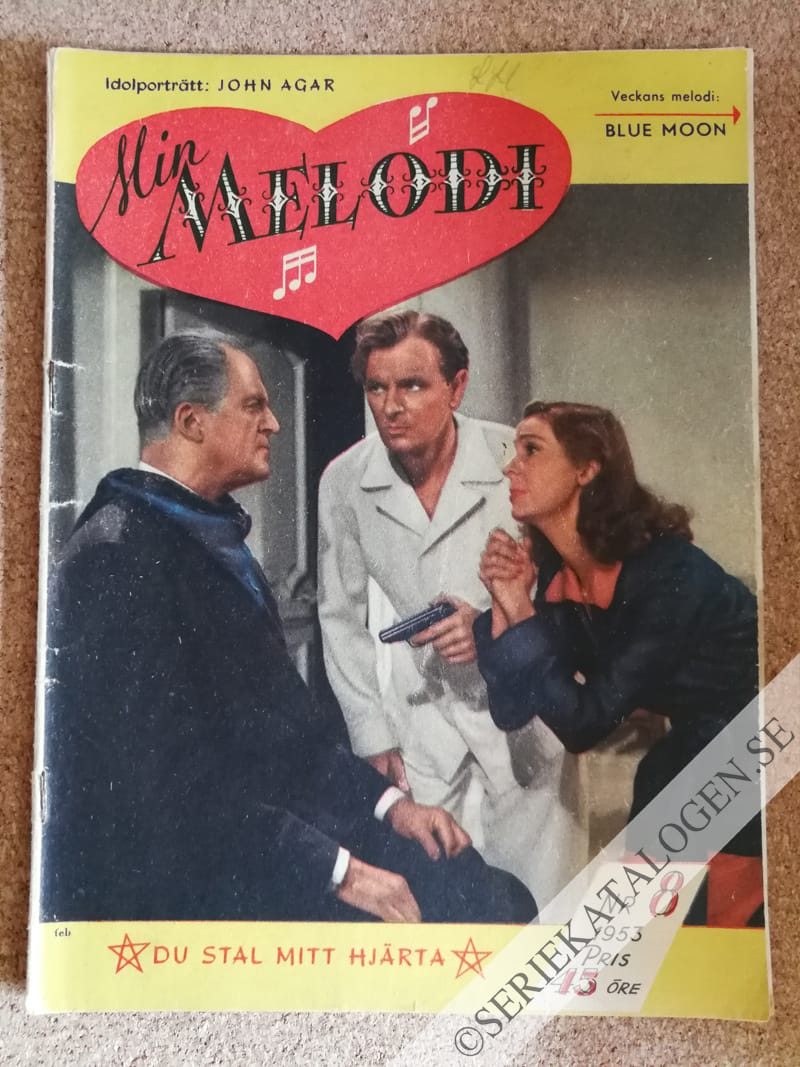 Idolporträtt: JOHN AGAR
Veckans melodi:
BLUE MOON
Min
MELODI
feb
DU STAL MITT HJÄRTA
8
1953
PRIS
45 ÖRE
©SERIEKATALOGEN.SE